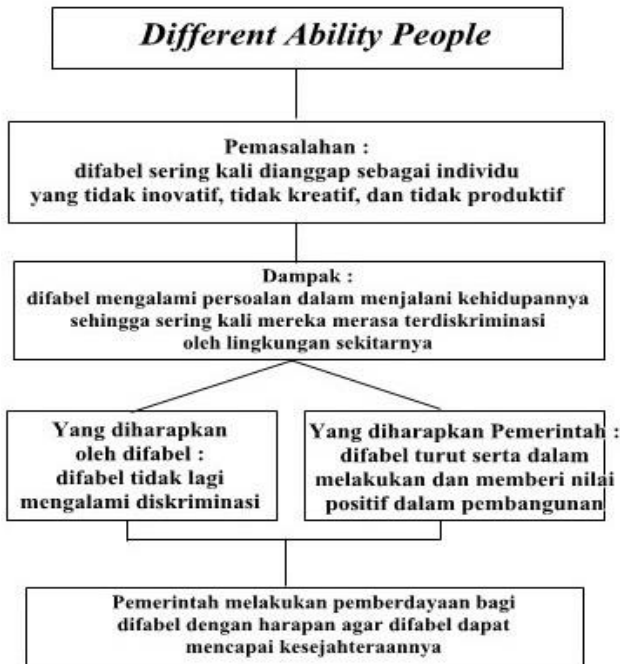 Different Ability People
Pemasalahan :
difabel sering kali dianggap sebagai individu
yang tidak inovatif, tidak kreatif, dan tidak produktif
Dampak :
difabel mengalami persoalan dalam menjalani kehidupannya
sehingga sering kali mereka merasa terdiskriminasi
oleh lingkungan sekitarnya
Yang diharapkan
oleh difabel :
difabel tidak lagi
mengalami diskriminasi
Yang diharapkan Pemerintah :
difabel turut serta dalam
melakukan dan memberi nilai
positif dalam pembangunan
Pemerintah melakukan pemberdayaan bagi
difabel dengan harapan agar difabel dapat
mencapai kesejahteraannya